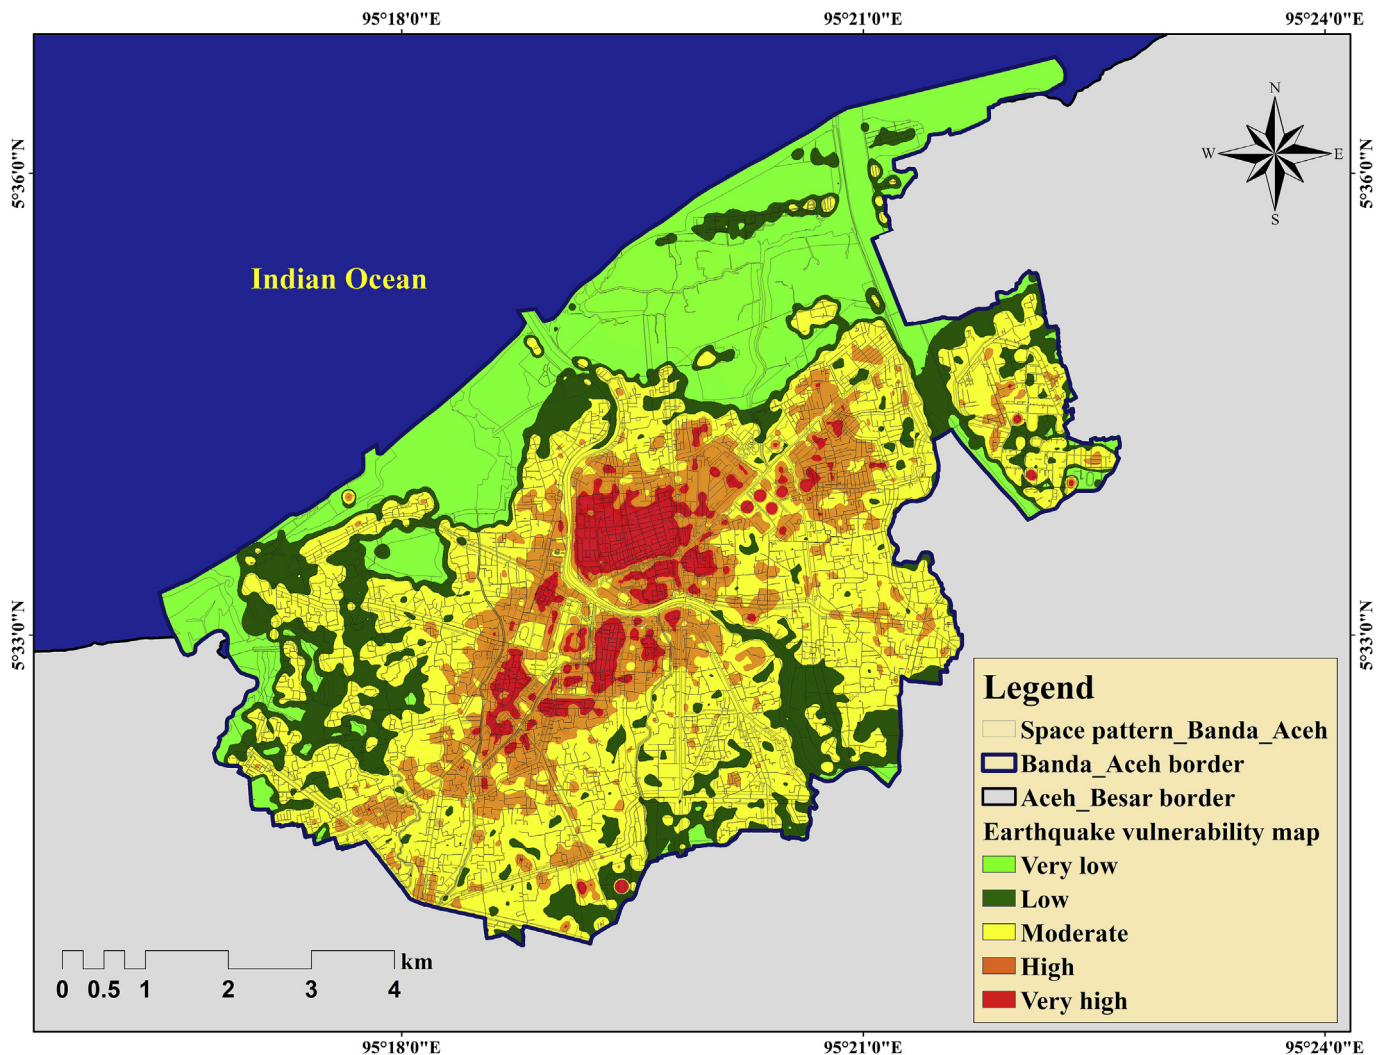 95°18'0"E 95°21'0"E 95°24'0"E
5°36'0"N 5°36'0"N
N
W E
S
Indian Ocean
5°33'0"N 5°33'0"N
Legend
Space pattern_Banda_Aceh
Banda_Aceh border
Aceh_Besar border
Earthquake vulnerability map
Very low
Low
Moderate
High
Very high
km
0 0.5 1 2 3 4
95°18'0"E 95°21'0"E 95°24'0"E